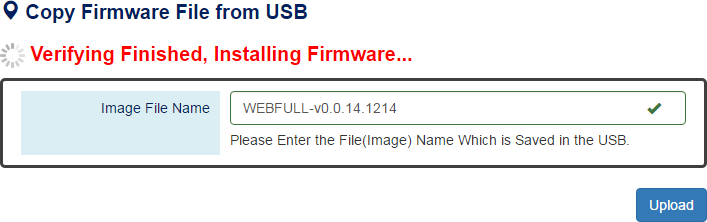 Copy Firmware File from USB
Verifying Finished, Installing Firmware...
Image File Name
WEBFULL-v0.0.14.1214
Please Enter the File(Image) Name Which is Saved in the USB.
Upload